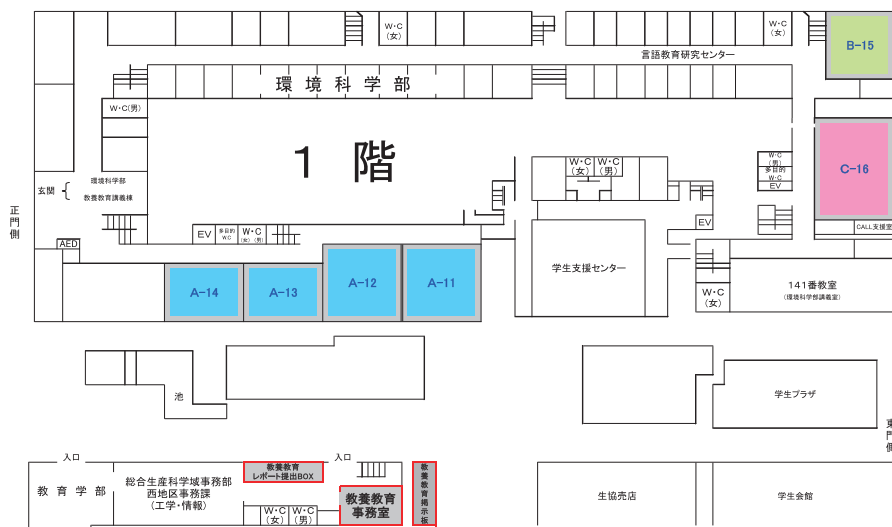 W・C
(女)
W・C
(女)
言語教育研究センター
B-15
環境科学部
W・C(男)
1 階
W・C
(女)
W・C
(男)
W・C
(男)
多目的
W・C
EV
C-16
玄関
環境科学部
教養教育講義棟
正門側
AED
EV
多目的
W.C
W・C
(女) (男)
EV
CALL支援室
学生支援センター
A-14
A-13
A-12
A-11
W・C
(女)
141番教室
(環境科学部講義室)
池
学生プラザ
東門側
入口
入口
教育学部
総合生産科学域事務部
西地区事務課
(工学・情報)
教養教育
レポート提出BOX
教養教育
事務室
教養教育掲示板
W・C
(女)
W・C
(男)
生協売店
学生会館